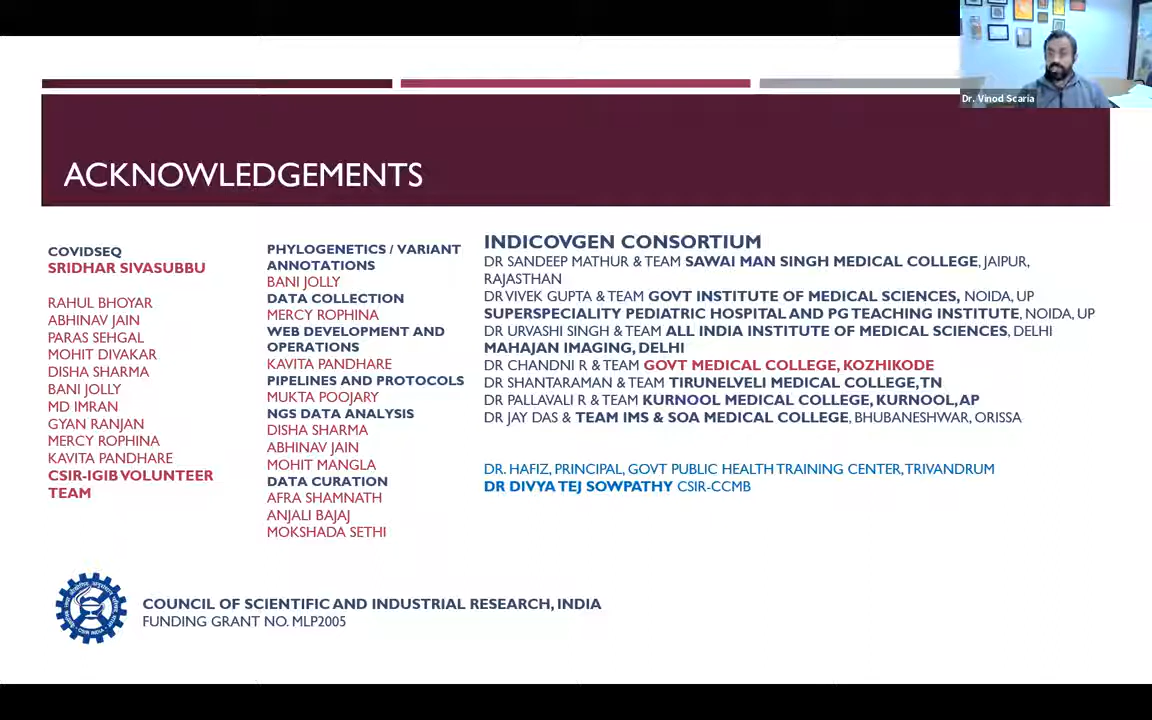 Dr. Vinod Scaria
ACKNOWLEDGEMENTS
COVIDSEQ
SRIDHAR SIVASUBBU
RAHUL BHOYAR
ABHINAV JAIN
PARAS SEHGAL
MOHIT DIVAKAR
DISHA SHARMA
BANI JOLLY
MD IMRAN
GYAN RANJAN
MERCY ROPHINA
KAVITA PANDHARE
CSIR-IGIB VOLUNTEER
TEAM
PHYLOGENETICS / VARIANT
ANNOTATIONS
BANI JOLLY
DATA COLLECTION
MERCY ROPHINA
WEB DEVELOPMENT AND
OPERATIONS
KAVITA PANDHARE
PIPELINES AND PROTOCOLS
MUKTA POOJARY
NGS DATA ANALYSIS
DISHA SHARMA
ABHINAV JAIN
MOHIT MANGLA
DATA CURATION
AFRA SHAMNATH
ANJALI BAJAJ
MOKSHADA SETHI
INDICOVGEN CONSORTIUM
DR SANDEEP MATHUR & TEAM SAWAI MAN SINGH MEDICAL COLLEGE, JAIPUR,
RAJASTHAN
DR VIVEK GUPTA & TEAM GOVT INSTITUTE OF MEDICAL SCIENCES, NOIDA, UP
SUPERSPECIALITY PEDIATRIC HOSPITAL AND PG TEACHING INSTITUTE, NOIDA, UP
DR URVASHI SINGH & TEAM ALL INDIA INSTITUTE OF MEDICAL SCIENCES, DELHI
MAHAJAN IMAGING, DELHI
DR CHANDNI R & TEAM GOVT MEDICAL COLLEGE, KOZHIKODE
DR SHANTARAMAN & TEAM TIRUNELVELI MEDICAL COLLEGE, TN
DR PALLAVALI R & TEAM KURNOOL MEDICAL COLLEGE, KURNOOL, AP
DR JAY DAS & TEAM IMS & SOA MEDICAL COLLEGE, BHUBANESHWAR, ORISSA
DR. HAFIZ, PRINCIPAL, GOVT PUBLIC HEALTH TRAINING CENTER, TRIVANDRUM
DR DIVYA TEJ SOWPATHY CSIR-CCMB
COUNCIL OF SCIENTIFIC AND INDUSTRIAL RESEARCH, INDIA
FUNDING GRANT NO. MLP2005